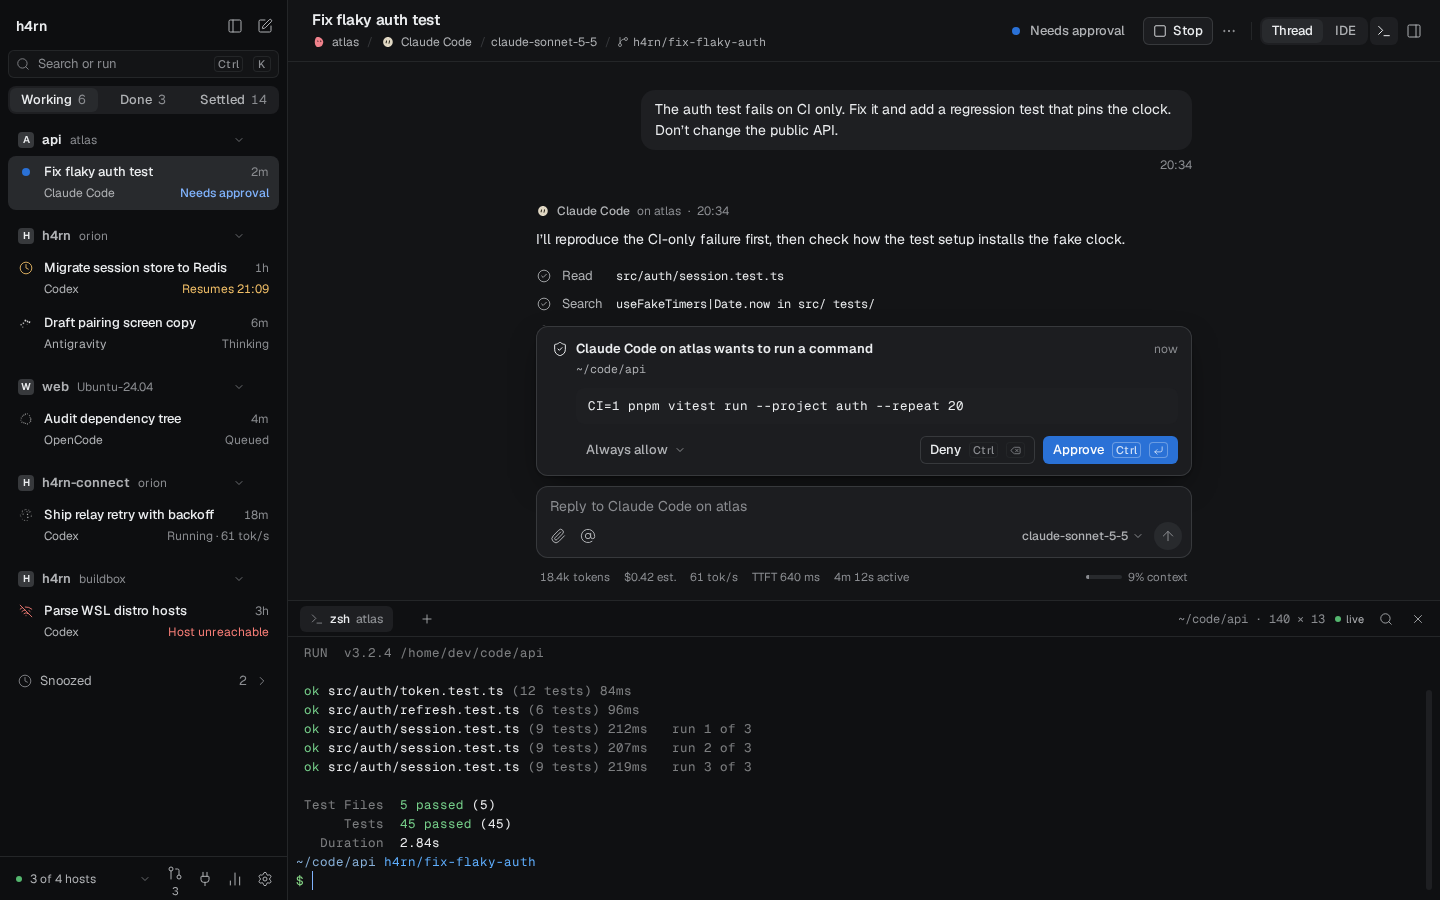 h4rn
Search or run Ctrl K
Working 6 Done 3 Settled 14
A api atlas
Fix flaky auth test 2m
Claude Code Needs approval
H h4rn orion
Migrate session store to Redis 1h
Codex Resumes 21:09
Draft pairing screen copy 6m
Antigravity Thinking
W web Ubuntu-24.04
Audit dependency tree 4m
OpenCode Queued
h4rn-connect orion
H
Ship relay retry with backoff 18m
Codex Running · 61 tok/s
H h4rn buildbox
Parse WSL distro hosts 3h
Codex Host unreachable
Snoozed 2
3 of 4 hosts
3
Fix flaky auth test
atlas / Claude Code / claude-sonnet-5-5 / h4rn/fix-flaky-auth
Needs approval Stop Thread IDE
The auth test fails on CI only. Fix it and add a regression test that pins the clock.
Don't change the public API.
20:34
Claude Code on atlas · 20:34
I'll reproduce the CI-only failure first, then check how the test setup installs the fake clock.
Read src/auth/session.test.ts
Search useFakeTimers|Date.now in src/ tests/
Claude Code on atlas wants to run a command now
~/code/api
CI=1 pnpm vitest run --project auth --repeat 20
Always allow Deny Ctrl Approve Ctrl
Reply to Claude Code on atlas
claude-sonnet-5-5
18.4k tokens $0.42 est. 61 tok/s TTFT 640 ms 4m 12s active 9% context
zsh atlas ~/code/api · 140 × 13 live
RUN v3.2.4 /home/dev/code/api
ok src/auth/token.test.ts (12 tests) 84ms
ok src/auth/refresh.test.ts (6 tests) 96ms
ok src/auth/session.test.ts (9 tests) 212ms run 1 of 3
ok src/auth/session.test.ts (9 tests) 207ms run 2 of 3
ok src/auth/session.test.ts (9 tests) 219ms run 3 of 3
Test Files 5 passed (5)
Tests 45 passed (45)
Duration 2.84s
~/code/api h4rn/fix-flaky-auth
$